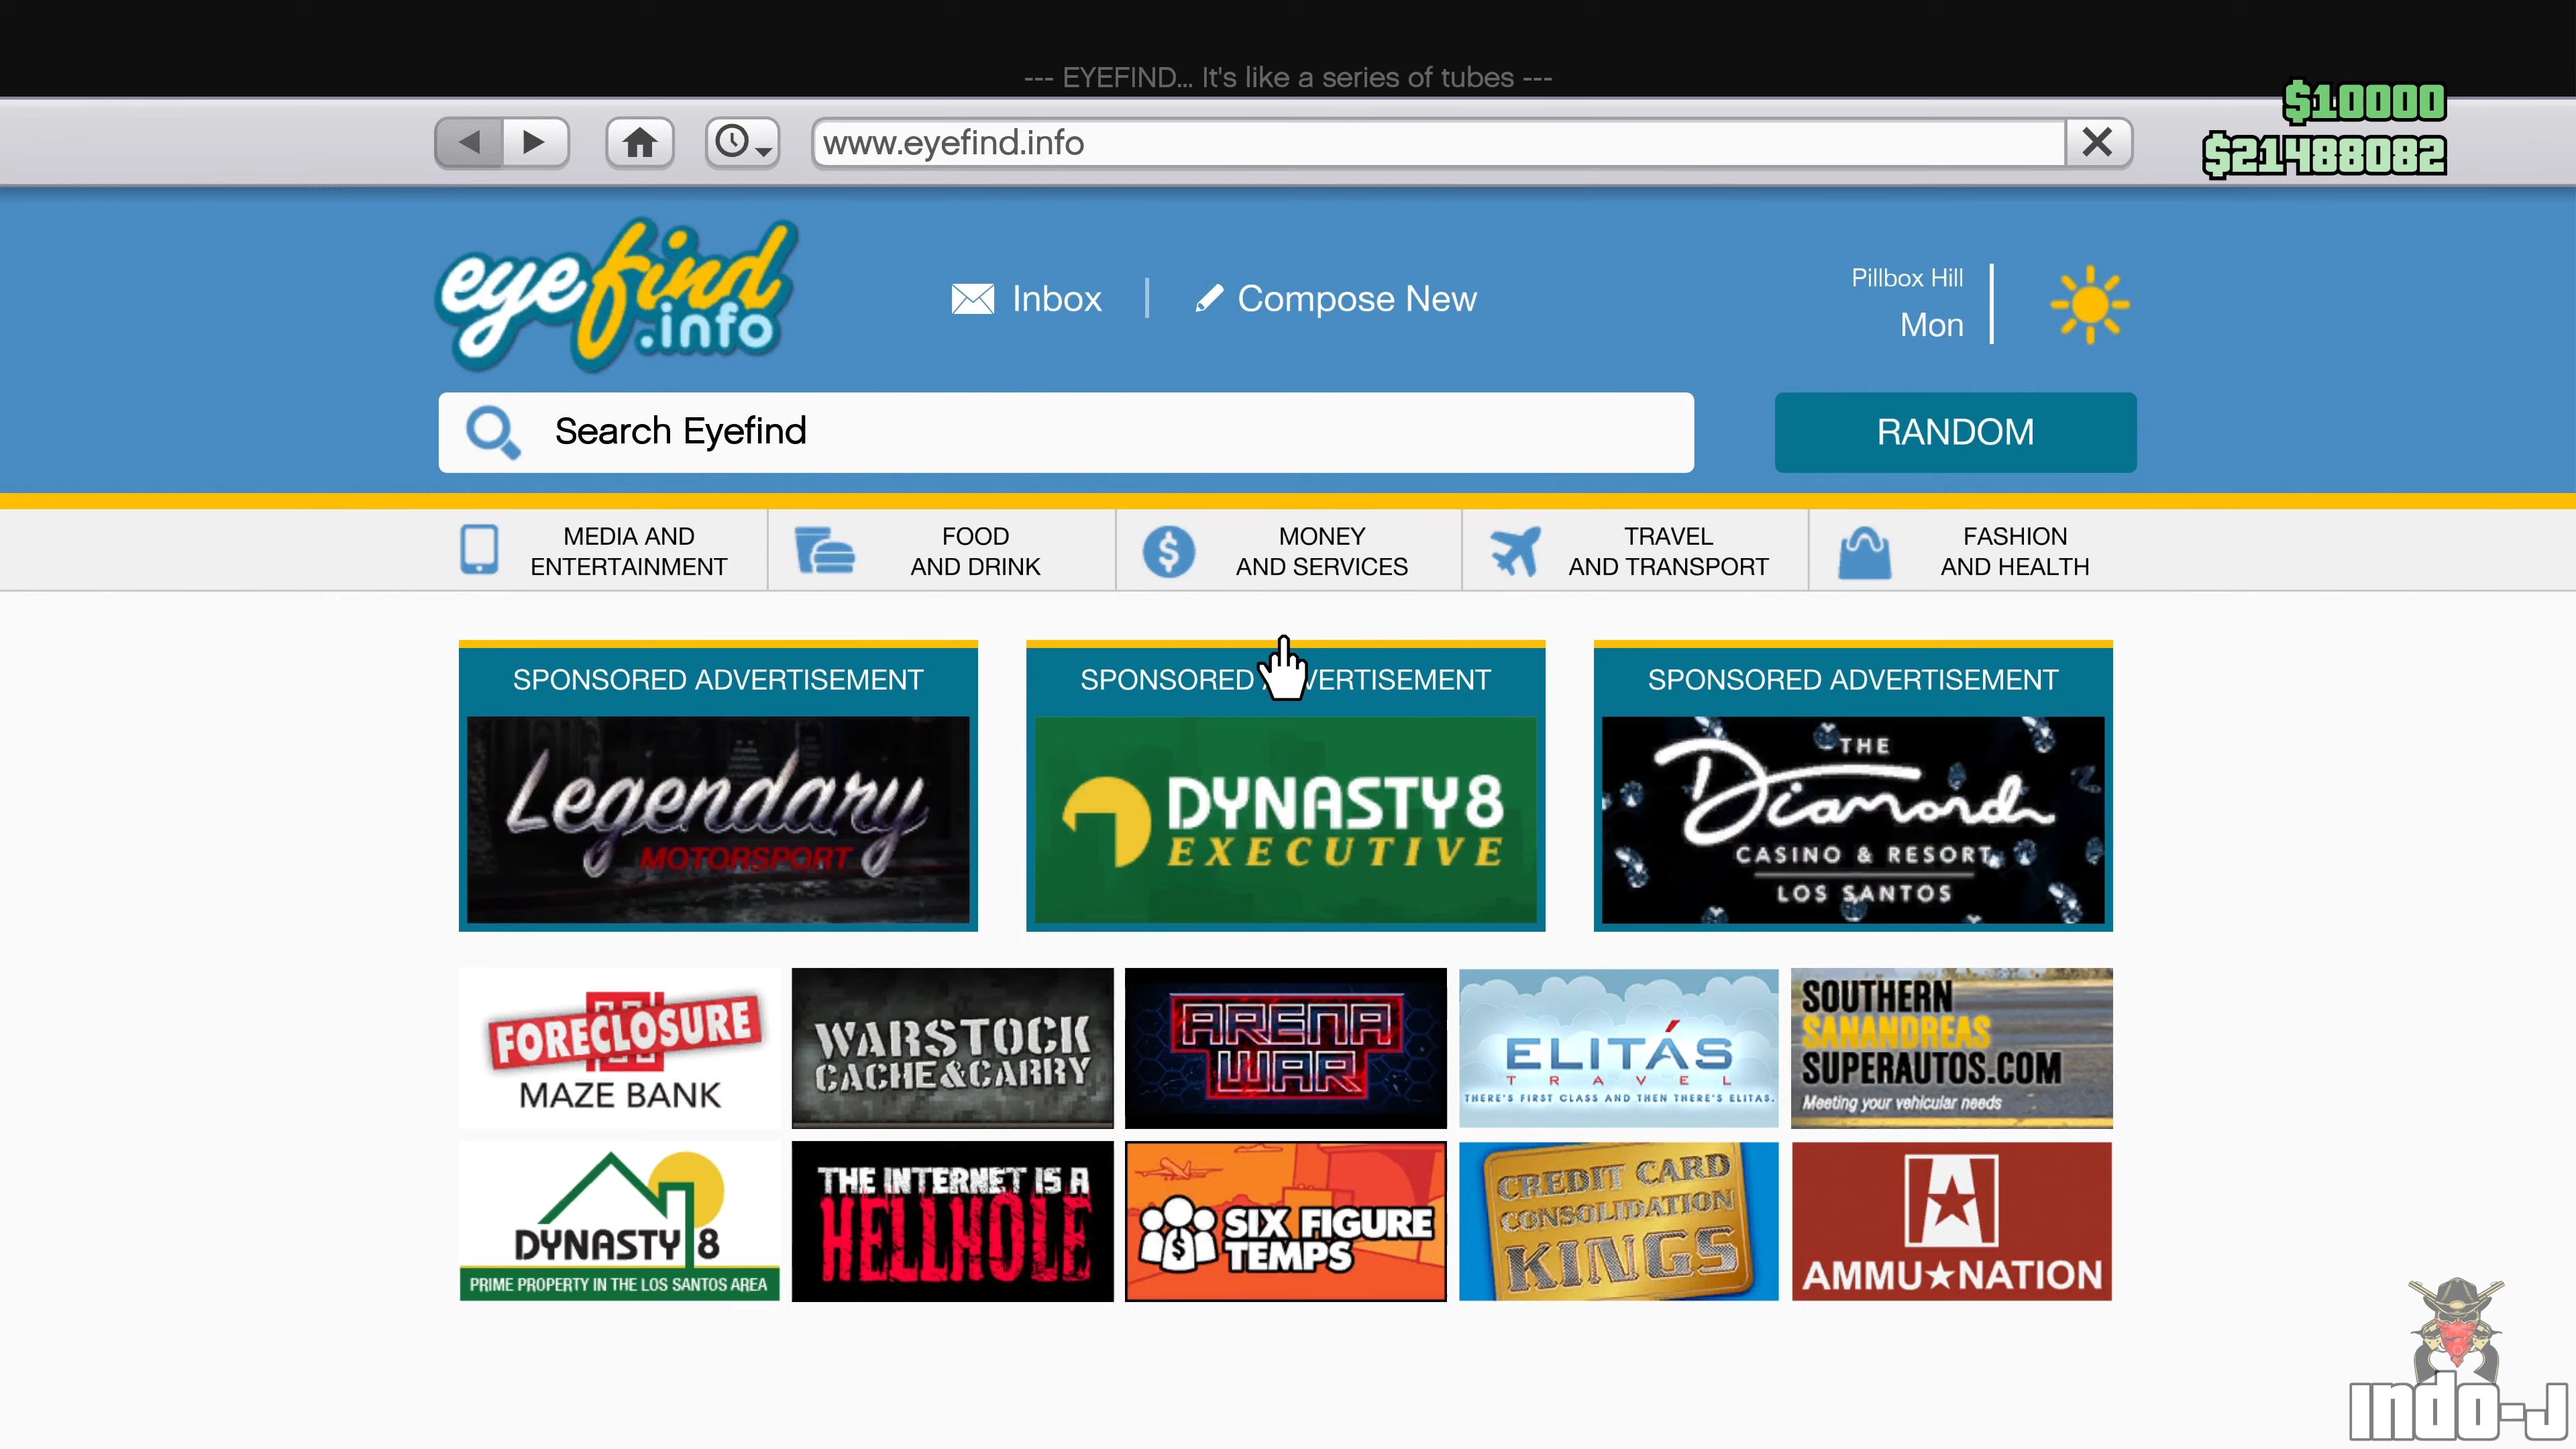 --- EYEFIND... It's like a series of tubes ---
$10000
www.eyefind.info
$21488082
eyefind
.info
Inbox
Compose New
Pillbox Hill
Mon
Search Eyefind
RANDOM
MEDIA AND
ENTERTAINMENT
FOOD
AND DRINK
MONEY
AND SERVICES
TRAVEL
AND TRANSPORT
FASHION
AND HEALTH
SPONSORED ADVERTISEMENT
Legendary
MOTORSPORT
SPONSORED ADVERTISEMENT
DYNASTY8
EXECUTIVE
SPONSORED ADVERTISEMENT
THE
Diamond
CASINO & RESORT
LOS SANTOS
FORECLOSURE
MAZE BANK
WARSTOCK
CACHE&CARRY
ARENA
WAR
ELITÁS
TRAVEL
THERE'S FIRST CLASS AND THEN THERE'S ELITAS.
SOUTHERN
SANANDREAS
SUPERAUTOS.COM
Meeting your vehicular needs
DYNASTY 8
PRIME PROPERTY IN THE LOS SANTOS AREA
THE INTERNET IS A
HELLHOLE
SIX FIGURE
TEMPS
CREDIT CARD
CONSOLIDATION
KINGS
AMMU★NATION
INDO-J